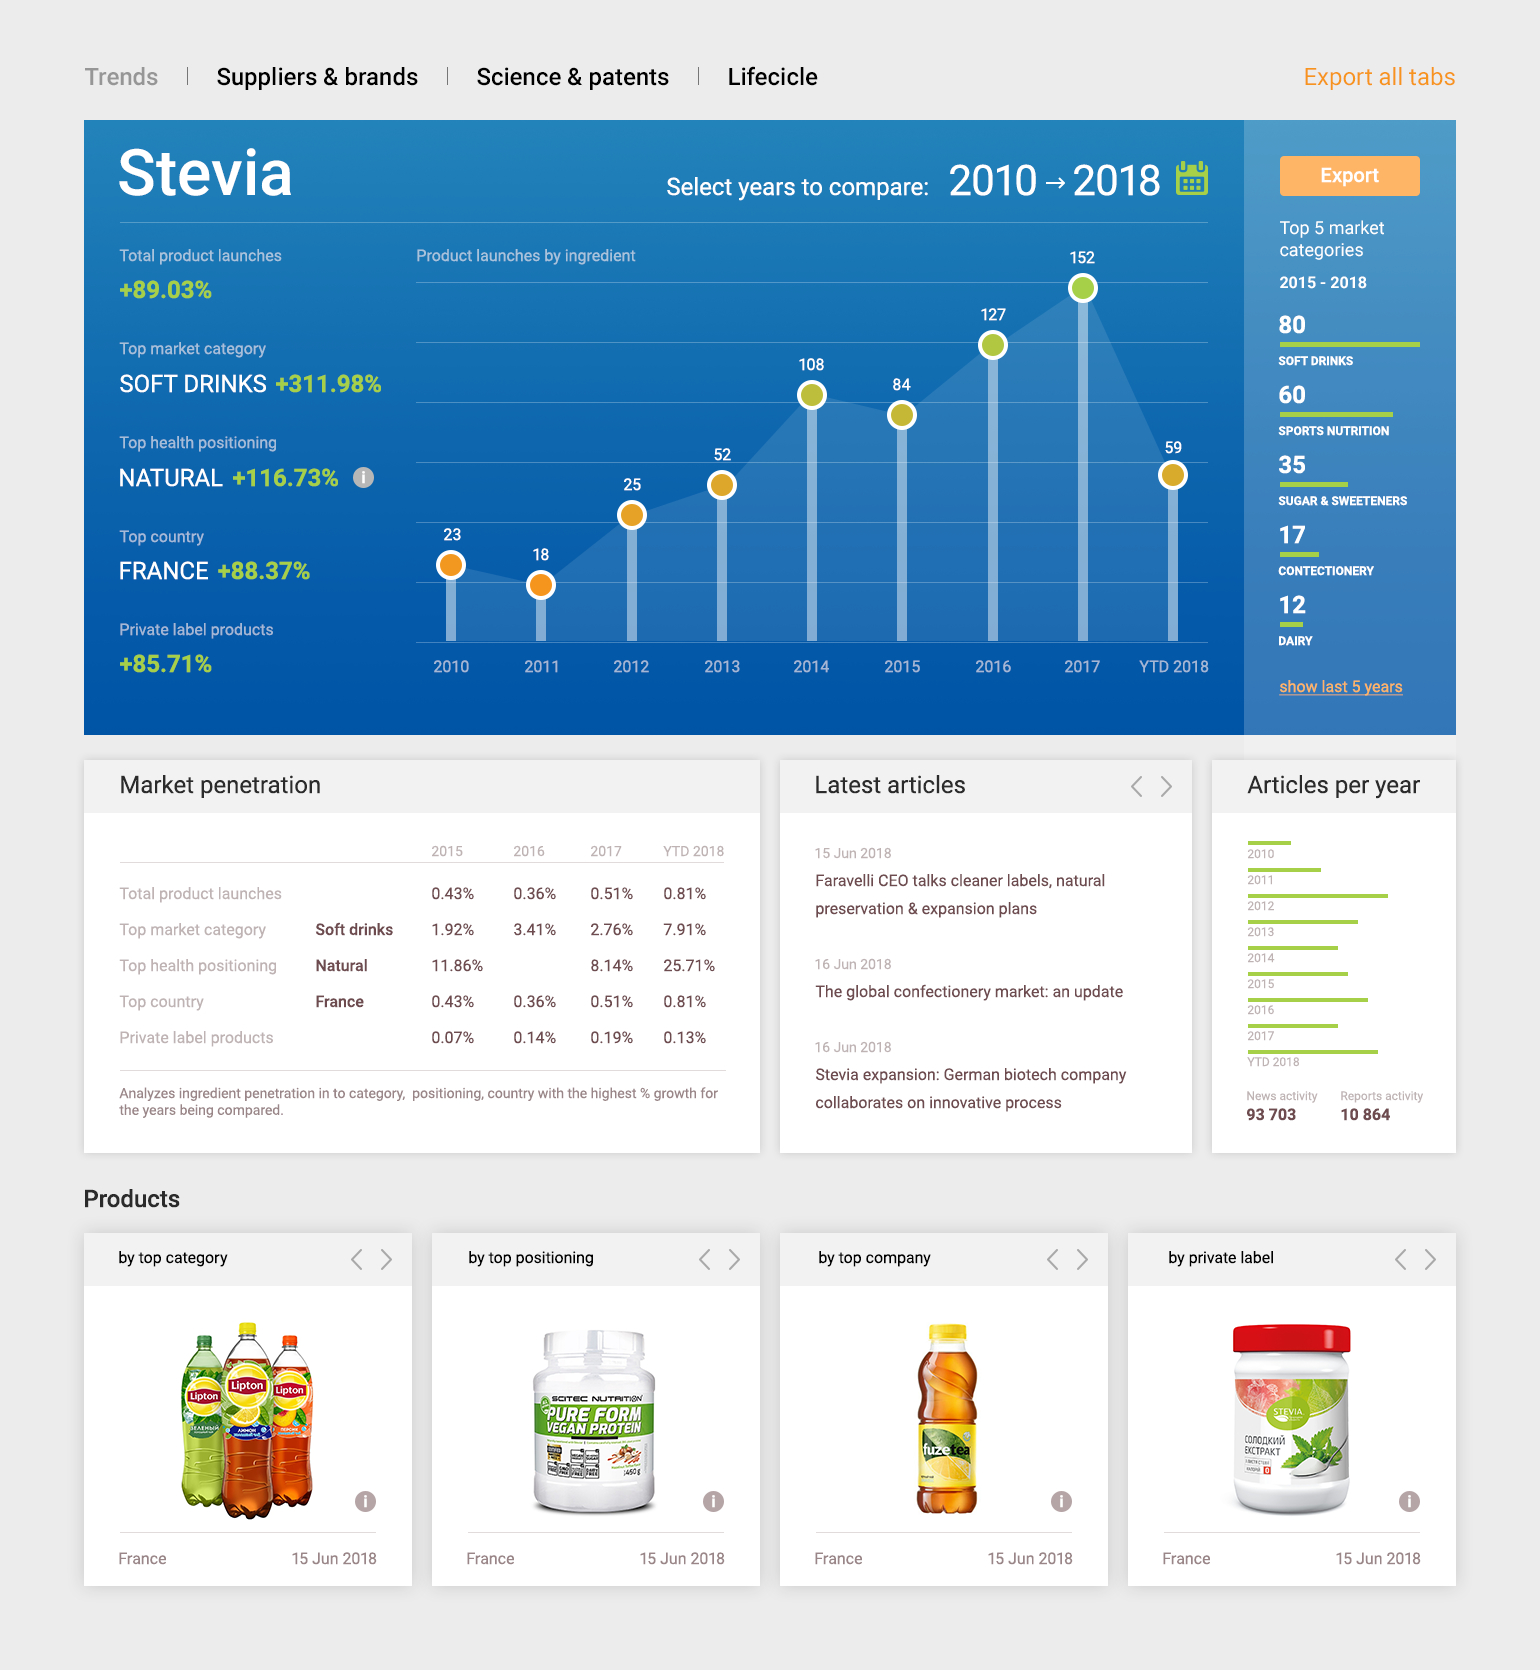 Trends
Suppliers & brands
Science & patents
Lifecicle
Export all tabs
Stevia
Select years to compare: 2010 → 2018
Total product launches
+89.03%
Top market category
SOFT DRINKS +311.98%
Top health positioning
NATURAL +116.73%
i
Top country
FRANCE +88.37%
Private label products
+85.71%
Product launches by ingredient
23
18
25
52
108
84
127
152
59
2010 2011 2012 2013 2014 2015 2016 2017 YTD 2018
Export
Top 5 market
categories
2015 - 2018
80
SOFT DRINKS
60
SPORTS NUTRITION
35
SUGAR & SWEETENERS
17
CONTECTIONERY
12
DAIRY
show last 5 years
Market penetration
2015 2016 2017 YTD 2018
Total product launches 0.43% 0.36% 0.51% 0.81%
Top market category Soft drinks 1.92% 3.41% 2.76% 7.91%
Top health positioning Natural 11.86% 8.14% 25.71%
Top country France 0.43% 0.36% 0.51% 0.81%
Private label products 0.07% 0.14% 0.19% 0.13%
Analyzes ingredient penetration in to category, positioning, country with the highest % growth for
the years being compared.
Latest articles
15 Jun 2018
Faravelli CEO talks cleaner labels, natural
preservation & expansion plans
16 Jun 2018
The global confectionery market: an update
16 Jun 2018
Stevia expansion: German biotech company
collaborates on innovative process
Articles per year
2010
2011
2012
2013
2014
2015
2016
2017
YTD 2018
News activity
93 703
Reports activity
10 864
Products
by top category
Lipton
Lipton
Lipton
ЗЕЛЕНЫЙ
ЛИМОН
ПЕРСИК
i
France 15 Jun 2018
by top positioning
SCITEC NUTRITION
PURE FORM
VEGAN PROTEIN
450 g
i
France 15 Jun 2018
by top company
fuzetea
i
France 15 Jun 2018
by private label
STEVIA
СОЛОДКИЙ
ЕКСТРАКТ
З ЛИСТЯ СТЕВІЇ
КАЛОРІЙ 0
i
France 15 Jun 2018